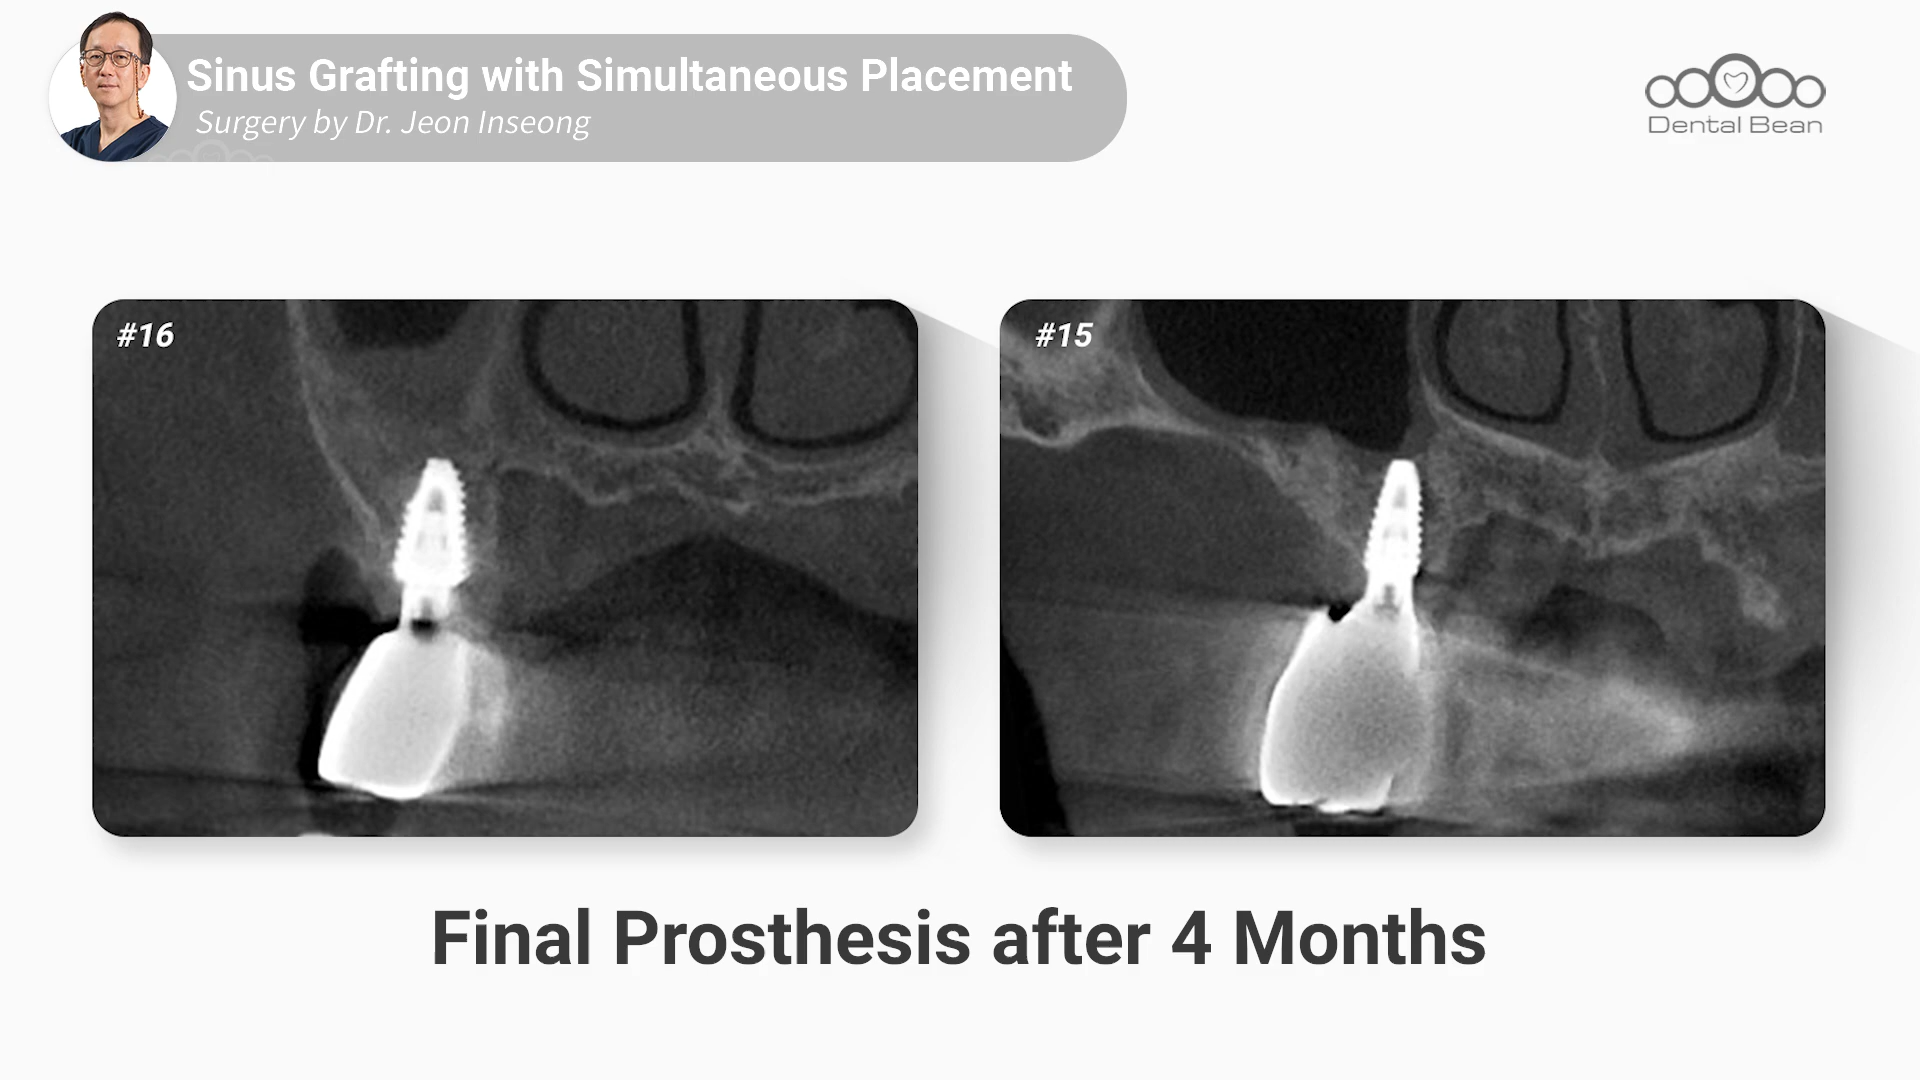 Sinus Grafting with Simultaneous Placement
Surgery by Dr. Jeon Inseong
Dental Bean
#16
#15
Final Prosthesis after 4 Months